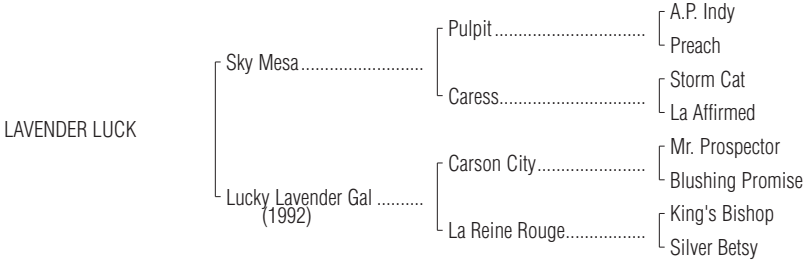 A.P. Indy
Pulpit..............................
Preach
Sky Mesa.........................
Storm Cat
Caress..............................
La Affirmed
LAVENDER LUCK
Mr. Prospector
Carson City......................
Blushing Promise
Lucky Lavender Gal ..........
(1992)
King's Bishop
La Reine Rouge................
Silver Betsy